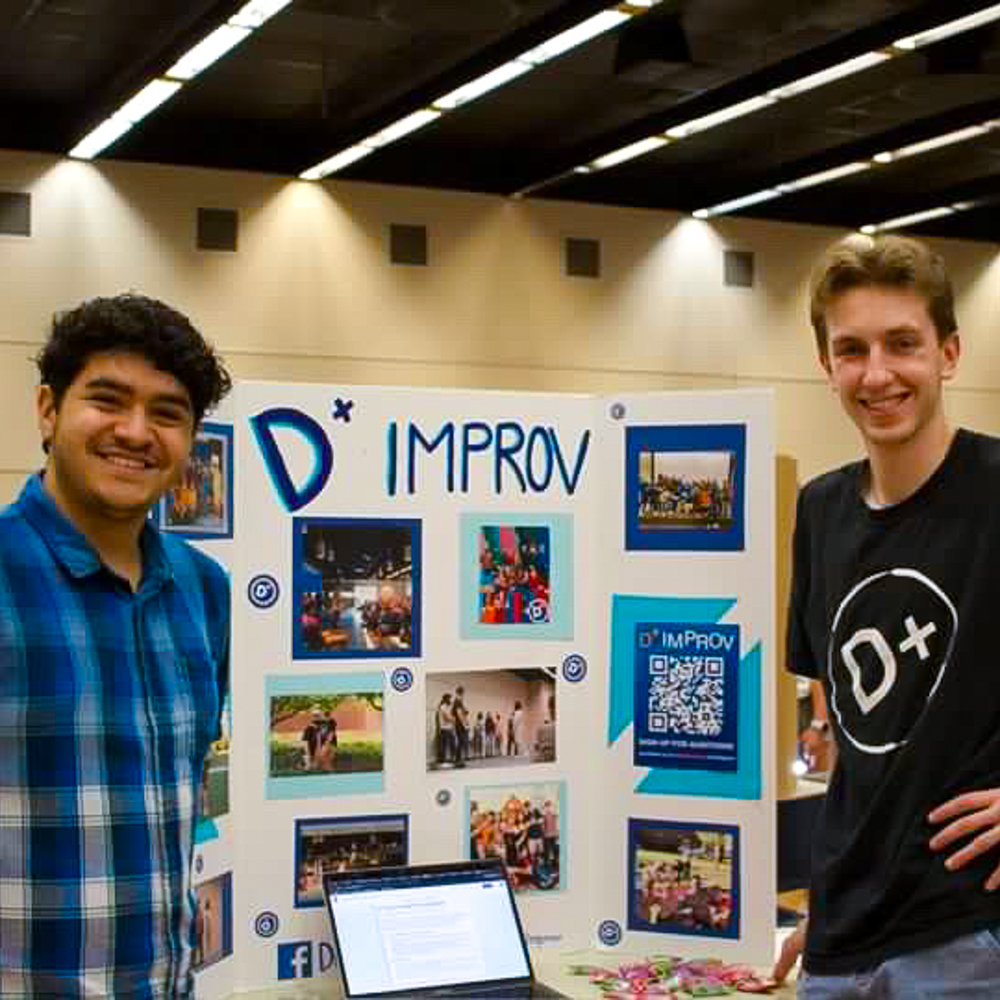 D+ IMPROV
D+ IMPROV
SIGN UP FOR AUDITIONS!
D+
f D